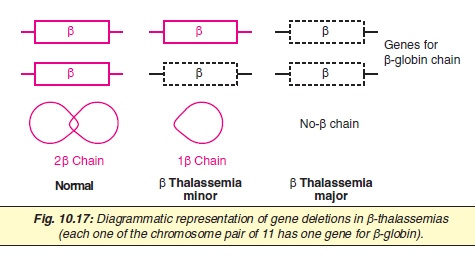 β β β
Genes for
β-globin chain
β β β
No-β chain
2β Chain 1β Chain
Normal β Thalassemia β Thalassemia
minor major
Fig. 10.17: Diagrammatic representation of gene deletions in β-thalassemias
(each one of the chromosome pair of 11 has one gene for β-globin).